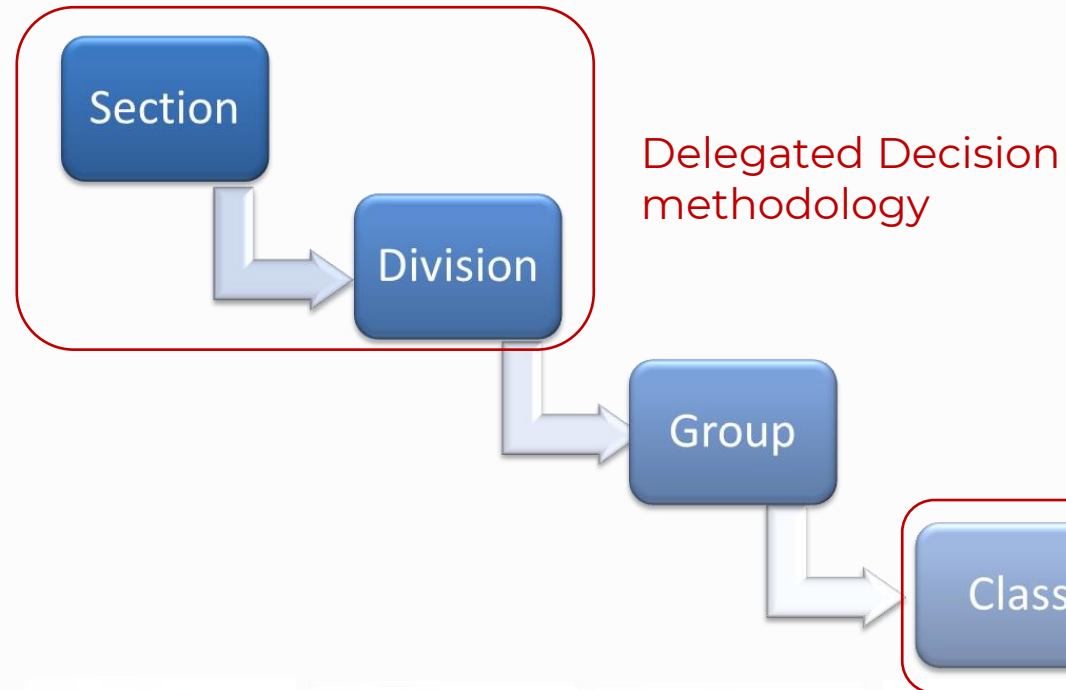 Section
Delegated Decision
methodology
Division
Group
Class